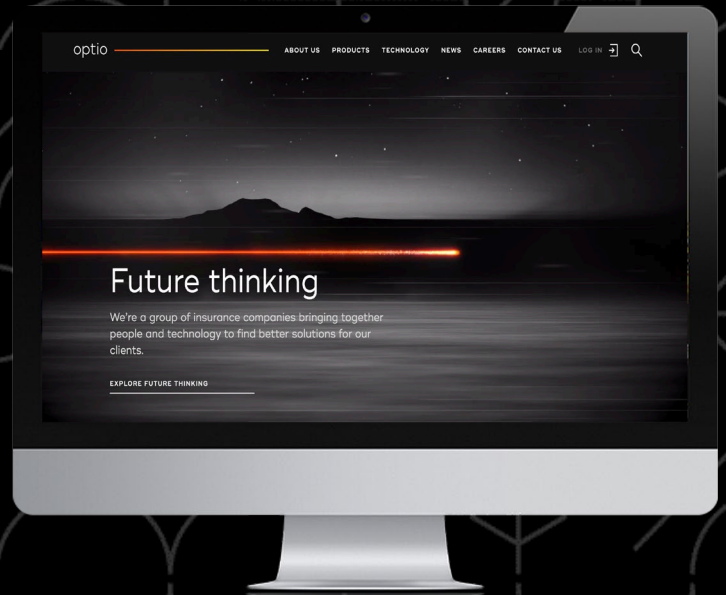 optio
ABOUT US PRODUCTS TECHNOLOGY NEWS CAREERS CONTACT US LOG IN
Future thinking
We're a group of insurance companies bringing together
people and technology to find better solutions for our
clients.
EXPLORE FUTURE THINKING